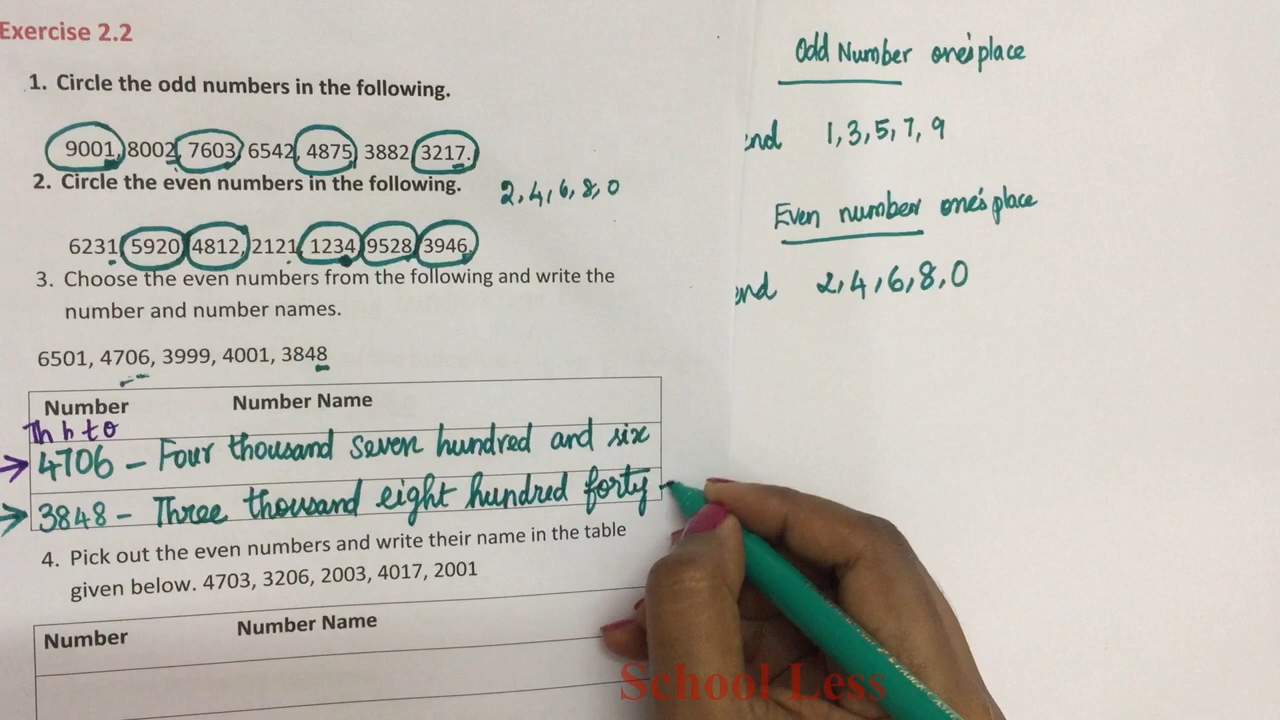 Exercise 2.2
1. Circle the odd numbers in the following.
9001, 8002, 7603, 6542, 4875, 3882, 3217.
2. Circle the even numbers in the following.
2,4,6,8,0
6231, 5920, 4812, 2121, 1234, 9528, 3946.
3. Choose the even numbers from the following and write the
number and number names.
6501, 4706, 3999, 4001, 3848
Number Number Name
Th h t o
4706 - Four thousand seven hundred and six
3848 - Three thousand eight hundred forty -
4. Pick out the even numbers and write their name in the table
given below. 4703, 3206, 2003, 4017, 2001
Number Number Name
Odd Number one's place
end 1,3,5,7,9
Even number one's place
end 2,4,6,8,0
School Less